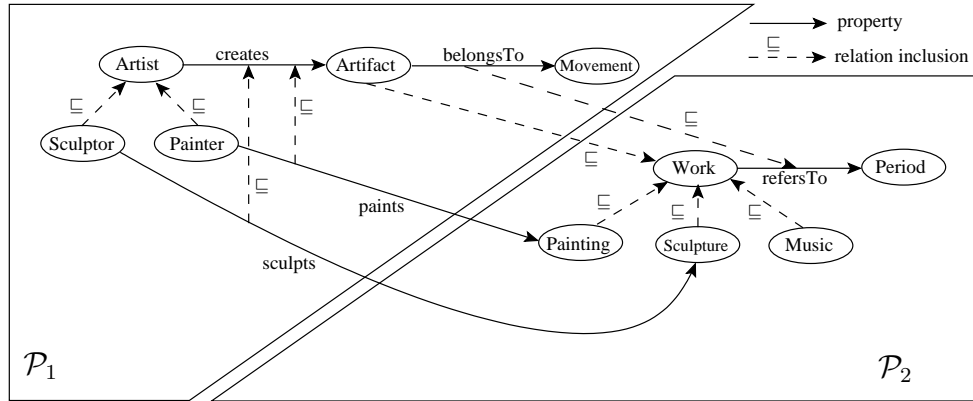 property
⊑
relation inclusion
creates
belongsTo
Artist
Artifact
Movement
⊑
⊑
⊑
Sculptor
Painter
⊑
Work
Period
refersTo
⊑
paints
⊑
⊑
⊑
Painting
Sculpture
Music
sculpts
P1
P2